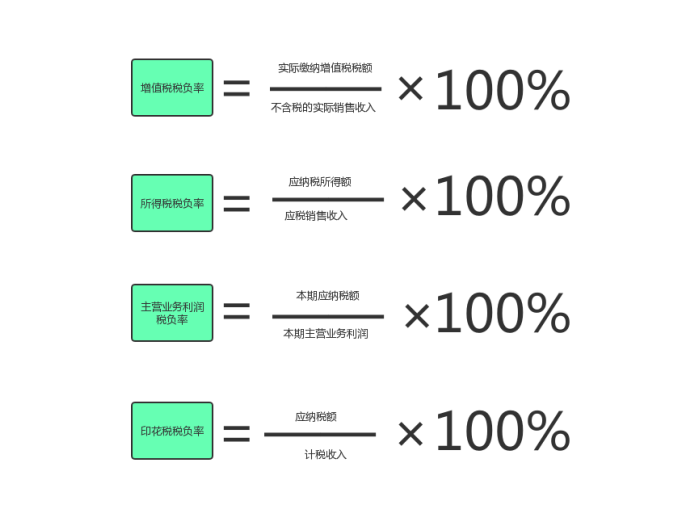 增值税税负率
=
实际缴纳增值税税额
不含税的实际销售收入
×100%
所得税税负率
=
应纳税所得额
应税销售收入
×100%
主营业务利润
税负率
=
本期应纳税额
本期主营业务利润
×100%
印花税税负率
=
应纳税额
计税收入
×100%